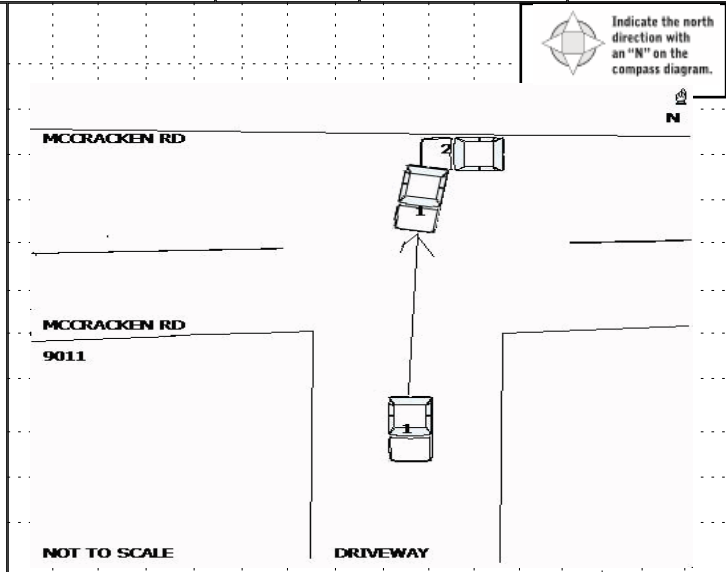 Indicate the north
direction with
an “N” on the
compass diagram.
N
MCCRACKEN RD
2
1
MCCRACKEN RD
9011
1
NOT TO SCALE
DRIVEWAY